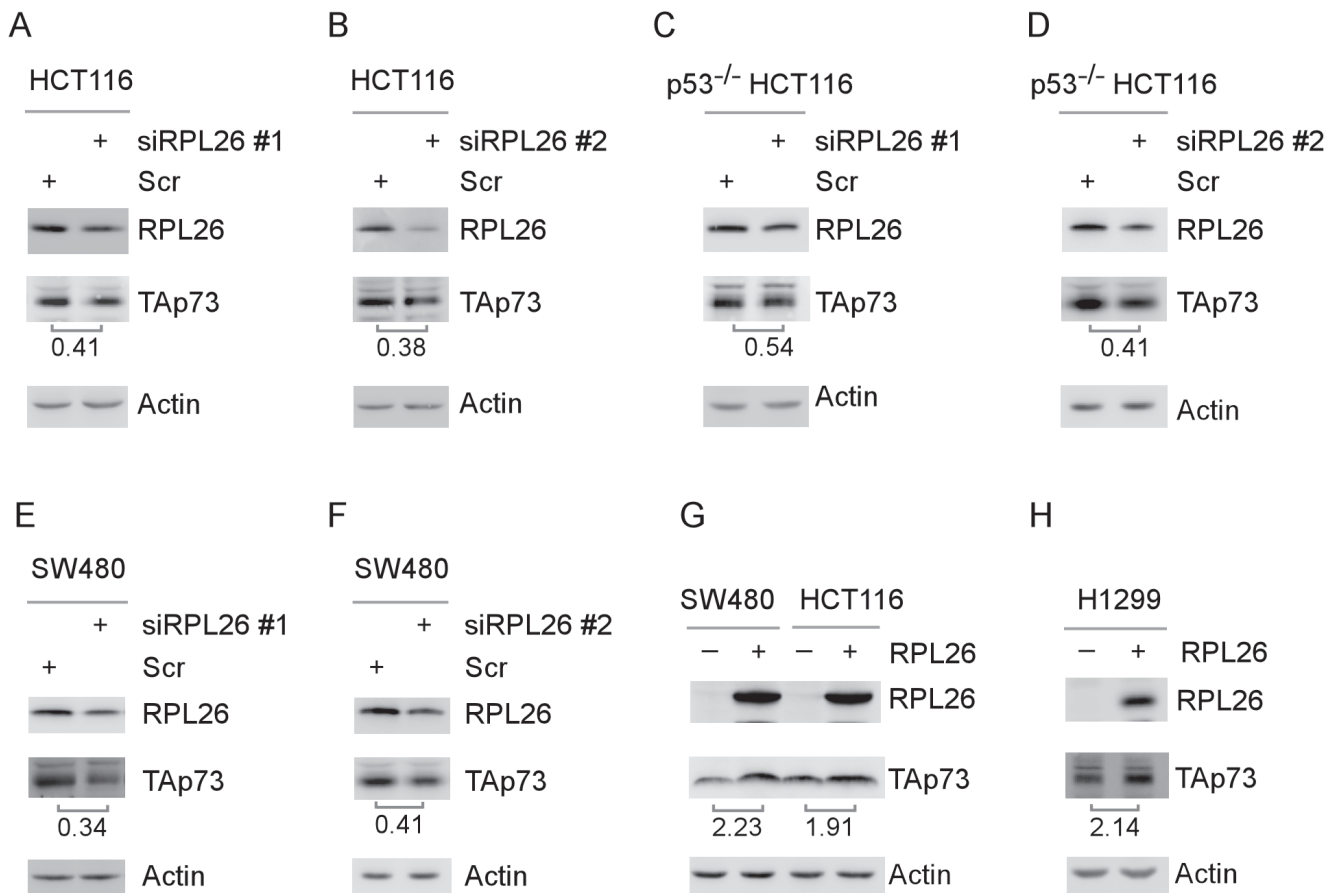 A
HCT116
+ siRPL26 #1
+ Scr
RPL26
TAp73
0.41
Actin
B
HCT116
+ siRPL26 #2
+ Scr
RPL26
TAp73
0.38
Actin
C
p53-/- HCT116
+ siRPL26 #1
+ Scr
RPL26
TAp73
0.54
Actin
D
p53-/- HCT116
+ siRPL26 #2
+ Scr
RPL26
TAp73
0.41
Actin
E
SW480
+ siRPL26 #1
+ Scr
RPL26
TAp73
0.34
Actin
F
SW480
+ siRPL26 #2
+ Scr
RPL26
TAp73
0.41
Actin
G
SW480 HCT116
– + – + RPL26
RPL26
TAp73
2.23 1.91
Actin
H
H1299
– + RPL26
RPL26
TAp73
2.14
Actin